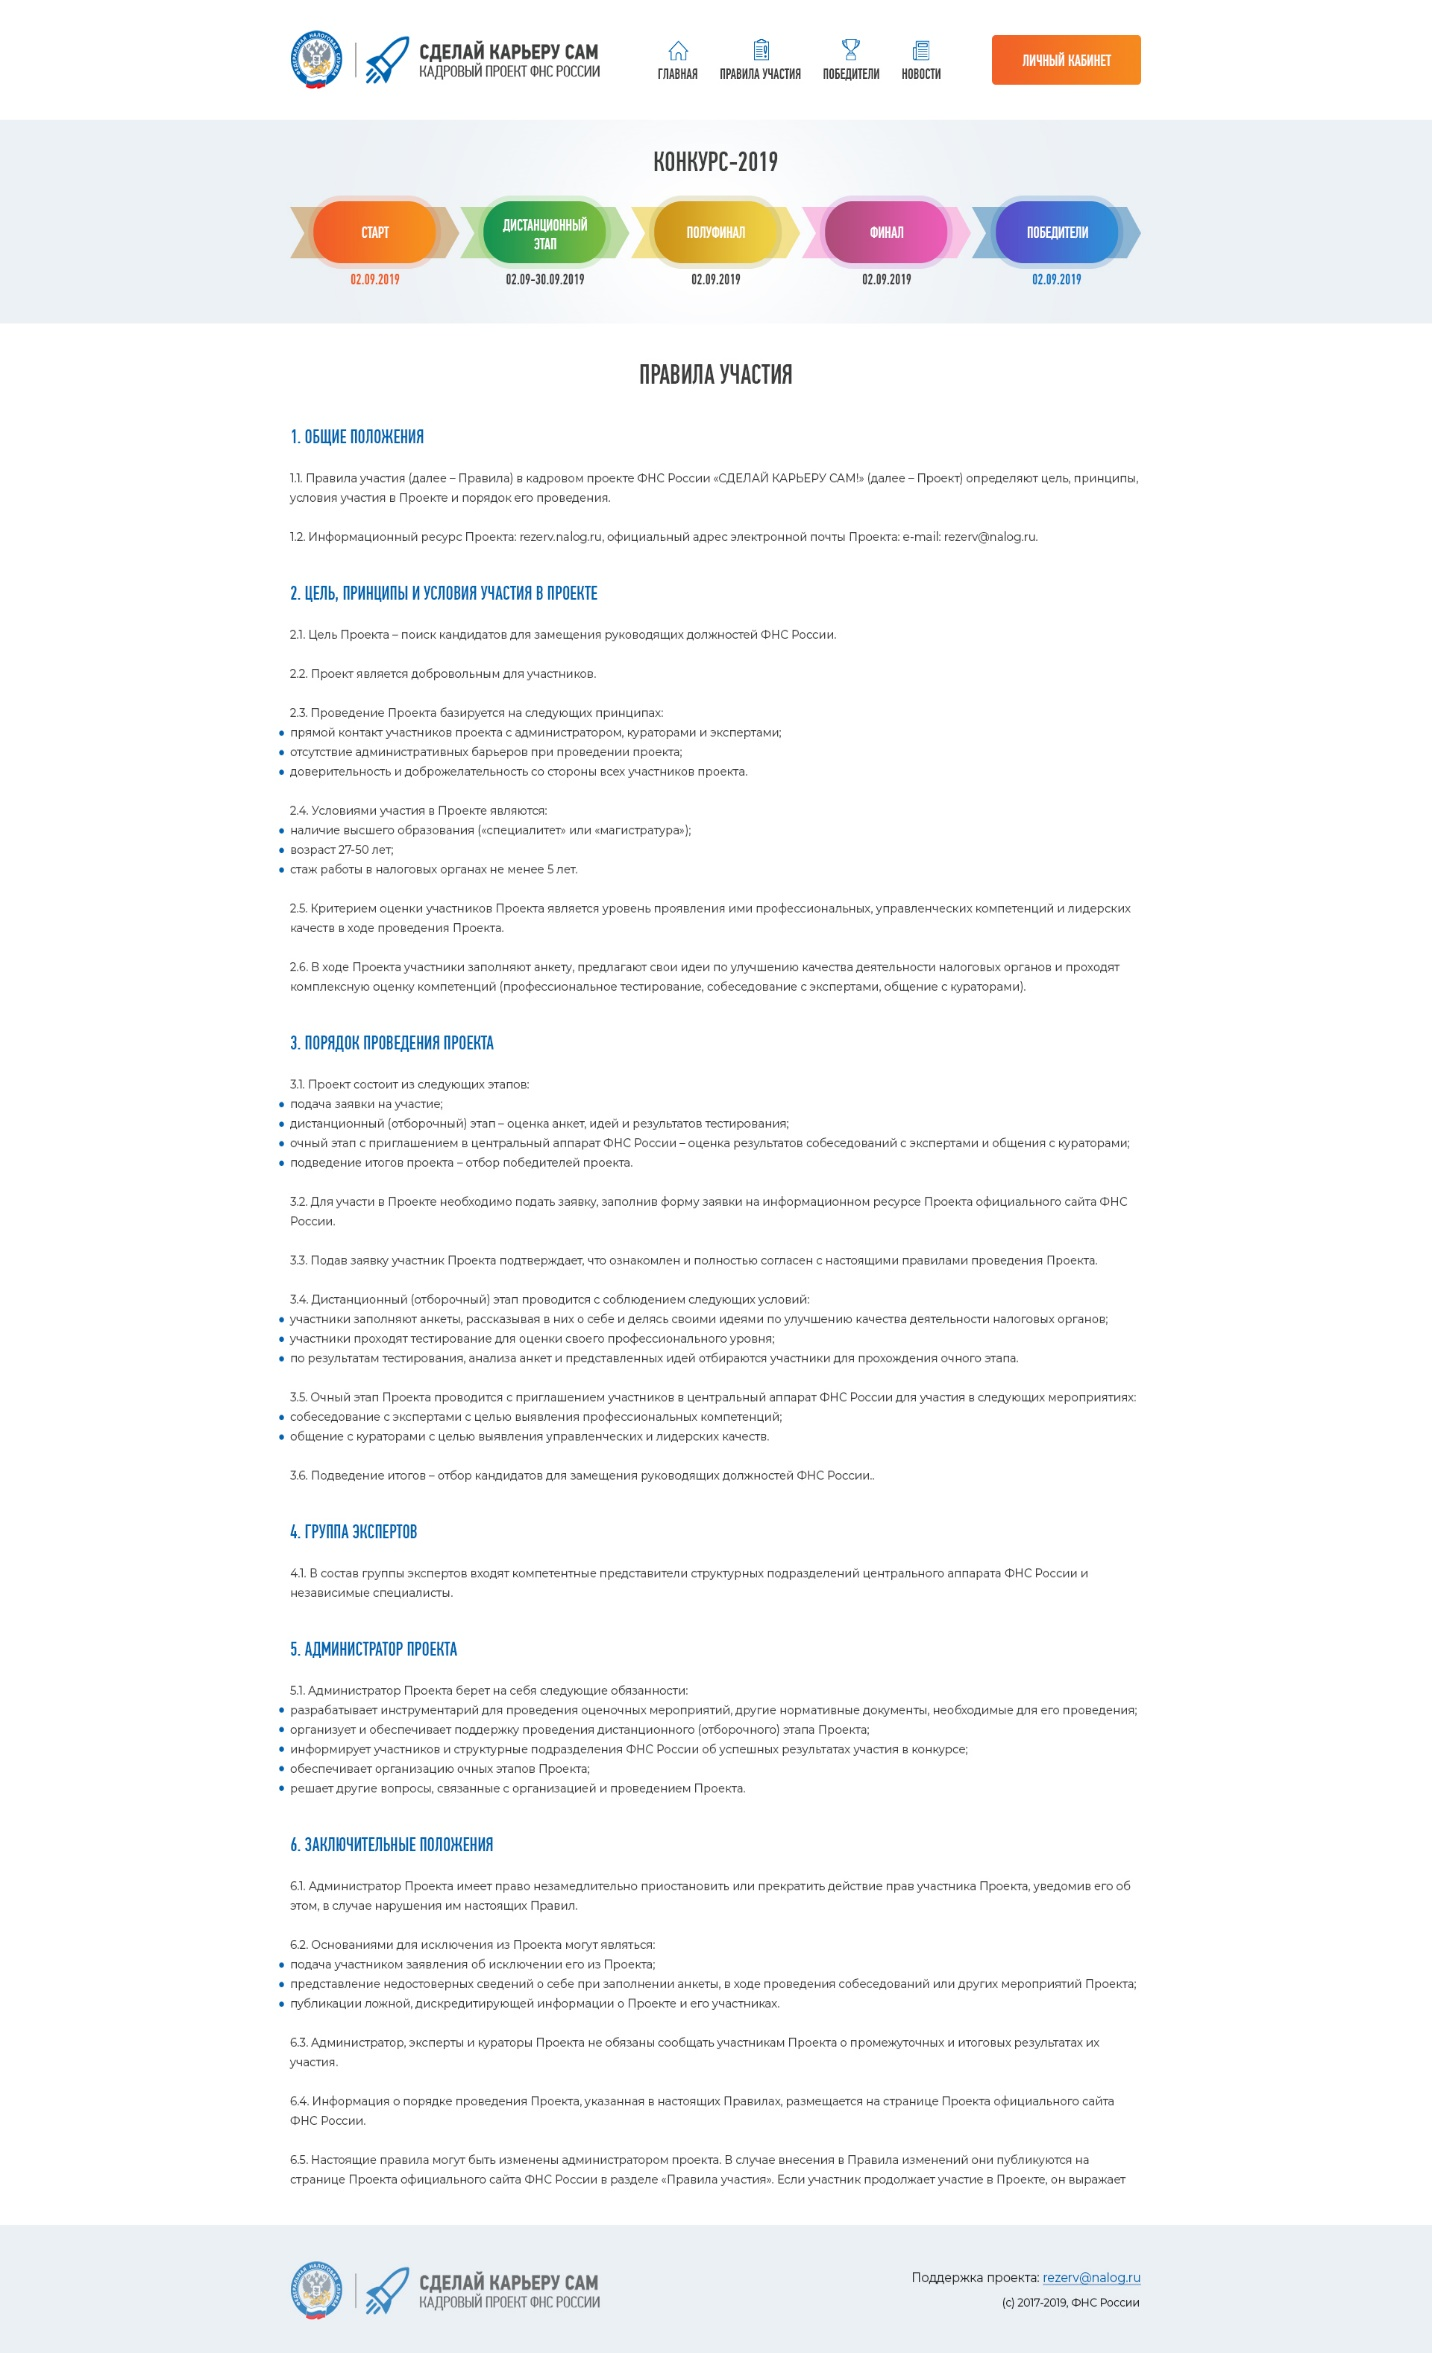 ФЕДЕРАЛЬНАЯ НАЛОГОВАЯ СЛУЖБА
СДЕЛАЙ КАРЬЕРУ САМ
КАДРОВЫЙ ПРОЕКТ ФНС РОССИИ
ГЛАВНАЯ
ПРАВИЛА УЧАСТИЯ
ПОБЕДИТЕЛИ
НОВОСТИ
ЛИЧНЫЙ КАБИНЕТ
КОНКУРС-2019
СТАРТ
02.09.2019
ДИСТАНЦИОННЫЙ
ЭТАП
02.09-30.09.2019
ПОЛУФИНАЛ
02.09.2019
ФИНАЛ
02.09.2019
ПОБЕДИТЕЛИ
02.09.2019
ПРАВИЛА УЧАСТИЯ
1. ОБЩИЕ ПОЛОЖЕНИЯ
1.1. Правила участия (далее – Правила) в кадровом проекте ФНС России «СДЕЛАЙ КАРЬЕРУ САМ!» (далее – Проект) определяют цель, принципы,
условия участия в Проекте и порядок его проведения.
1.2. Информационный ресурс Проекта: rezerv.nalog.ru, официальный адрес электронной почты Проекта: e-mail: rezerv@nalog.ru.
2. ЦЕЛЬ, ПРИНЦИПЫ И УСЛОВИЯ УЧАСТИЯ В ПРОЕКТЕ
2.1. Цель Проекта – поиск кандидатов для замещения руководящих должностей ФНС России.
2.2. Проект является добровольным для участников.
2.3. Проведение Проекта базируется на следующих принципах:
• прямой контакт участников проекта с администратором, кураторами и экспертами;
• отсутствие административных барьеров при проведении проекта;
• доверительность и доброжелательность со стороны всех участников проекта.
2.4. Условиями участия в Проекте являются:
• наличие высшего образования («специалитет» или «магистратура»);
• возраст 27-50 лет;
• стаж работы в налоговых органах не менее 5 лет.
2.5. Критерием оценки участников Проекта является уровень проявления ими профессиональных, управленческих компетенций и лидерских
качеств в ходе проведения Проекта.
2.6. В ходе Проекта участники заполняют анкету, предлагают свои идеи по улучшению качества деятельности налоговых органов и проходят
комплексную оценку компетенций (профессиональное тестирование, собеседование с экспертами, общение с кураторами).
3. ПОРЯДОК ПРОВЕДЕНИЯ ПРОЕКТА
3.1. Проект состоит из следующих этапов:
• подача заявки на участие;
• дистанционный (отборочный) этап – оценка анкет, идей и результатов тестирования;
• очный этап с приглашением в центральный аппарат ФНС России – оценка результатов собеседований с экспертами и общения с кураторами;
• подведение итогов проекта – отбор победителей проекта.
3.2. Для участи в Проекте необходимо подать заявку, заполнив форму заявки на информационном ресурсе Проекта официального сайта ФНС
России.
3.3. Подав заявку участник Проекта подтверждает, что ознакомлен и полностью согласен с настоящими правилами проведения Проекта.
3.4. Дистанционный (отборочный) этап проводится с соблюдением следующих условий:
• участники заполняют анкеты, рассказывая в них о себе и делясь своими идеями по улучшению качества деятельности налоговых органов;
• участники проходят тестирование для оценки своего профессионального уровня;
• по результатам тестирования, анализа анкет и представленных идей отбираются участники для прохождения очного этапа.
3.5. Очный этап Проекта проводится с приглашением участников в центральный аппарат ФНС России для участия в следующих мероприятиях:
• собеседование с экспертами с целью выявления профессиональных компетенций;
• общение с кураторами с целью выявления управленческих и лидерских качеств.
3.6. Подведение итогов – отбор кандидатов для замещения руководящих должностей ФНС России..
4. ГРУППА ЭКСПЕРТОВ
4.1. В состав группы экспертов входят компетентные представители структурных подразделений центрального аппарата ФНС России и
независимые специалисты.
5. АДМИНИСТРАТОР ПРОЕКТА
5.1. Администратор Проекта берет на себя следующие обязанности:
• разрабатывает инструментарий для проведения оценочных мероприятий, другие нормативные документы, необходимые для его проведения;
• организует и обеспечивает поддержку проведения дистанционного (отборочного) этапа Проекта;
• информирует участников и структурные подразделения ФНС России об успешных результатах участия в конкурсе;
• обеспечивает организацию очных этапов Проекта;
• решает другие вопросы, связанные с организацией и проведением Проекта.
6. ЗАКЛЮЧИТЕЛЬНЫЕ ПОЛОЖЕНИЯ
6.1. Администратор Проекта имеет право незамедлительно приостановить или прекратить действие прав участника Проекта, уведомив его об
этом, в случае нарушения им настоящих Правил.
6.2. Основаниями для исключения из Проекта могут являться:
• подача участником заявления об исключении его из Проекта;
• представление недостоверных сведений о себе при заполнении анкеты, в ходе проведения собеседований или других мероприятий Проекта;
• публикации ложной, дискредитирующей информации о Проекте и его участниках.
6.3. Администратор, эксперты и кураторы Проекта не обязаны сообщать участникам Проекта о промежуточных и итоговых результатах их
участия.
6.4. Информация о порядке проведения Проекта, указанная в настоящих Правилах, размещается на странице Проекта официального сайта
ФНС России.
6.5. Настоящие правила могут быть изменены администратором проекта. В случае внесения в Правила изменений они публикуются на
странице Проекта официального сайта ФНС России в разделе «Правила участия». Если участник продолжает участие в Проекте, он выражает
ФЕДЕРАЛЬНАЯ НАЛОГОВАЯ СЛУЖБА
СДЕЛАЙ КАРЬЕРУ САМ
КАДРОВЫЙ ПРОЕКТ ФНС РОССИИ
Поддержка проекта: rezerv@nalog.ru
(c) 2017-2019, ФНС России